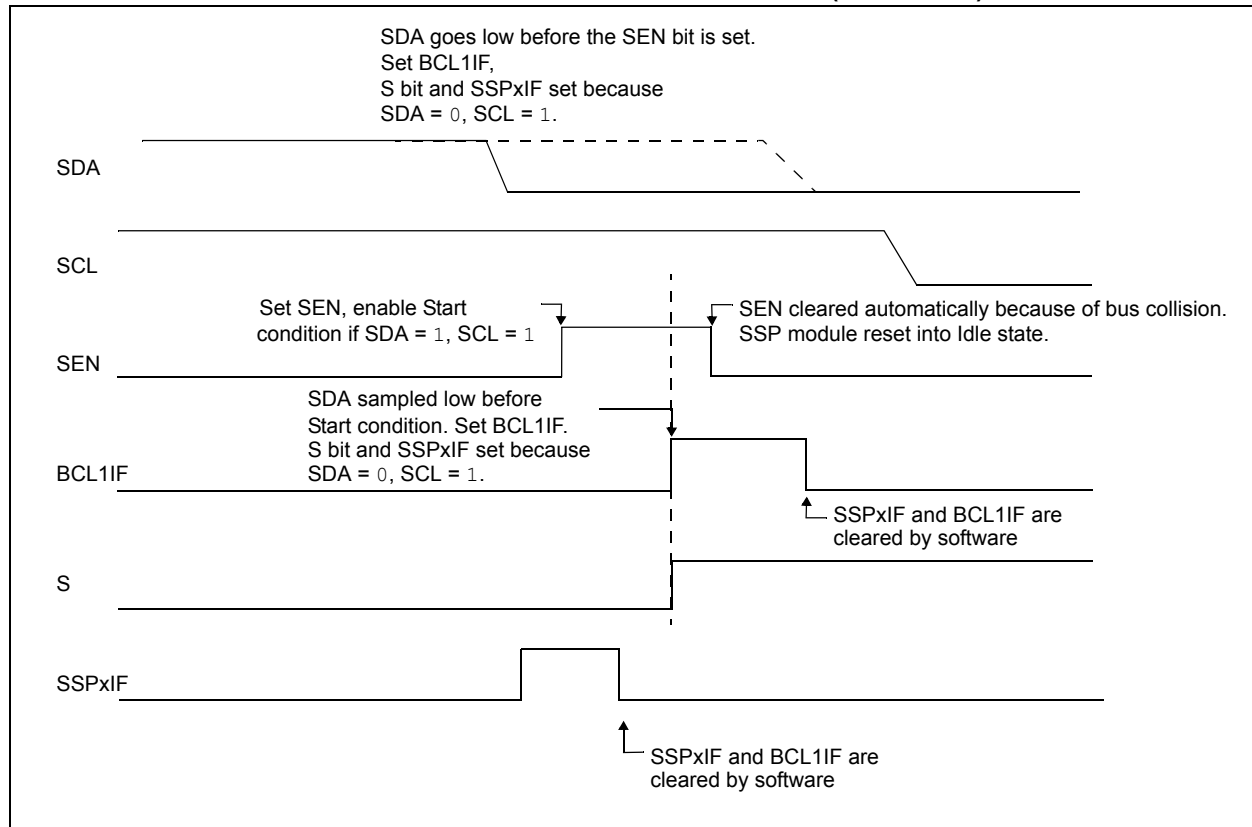 SDA goes low before the SEN bit is set.
Set BCL1IF,
S bit and SSPxIF set because
SDA = 0, SCL = 1.
SDA
SCL
Set SEN, enable Start
condition if SDA = 1, SCL = 1
SEN cleared automatically because of bus collision.
SSP module reset into Idle state.
SEN
SDA sampled low before
Start condition. Set BCL1IF.
S bit and SSPxIF set because
SDA = 0, SCL = 1.
BCL1IF
SSPxIF and BCL1IF are
cleared by software
S
SSPxIF
SSPxIF and BCL1IF are
cleared by software